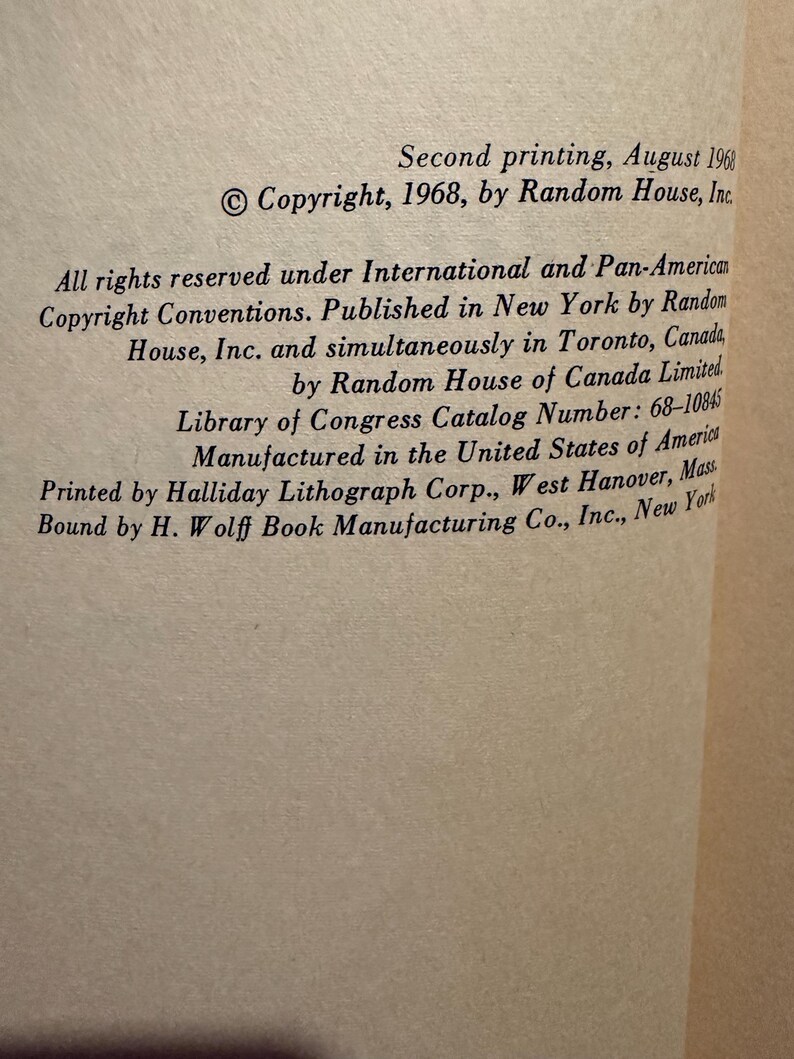 Second printing, August 1968
© Copyright, 1968, by Random House, Inc.
All rights reserved under International and Pan-American
Copyright Conventions. Published in New York by Random
House, Inc. and simultaneously in Toronto, Canada,
by Random House of Canada Limited.
Library of Congress Catalog Number: 68-10845
Manufactured in the United States of America
Printed by Halliday Lithograph Corp., West Hanover, Mass.
Bound by H. Wolff Book Manufacturing Co., Inc., New York